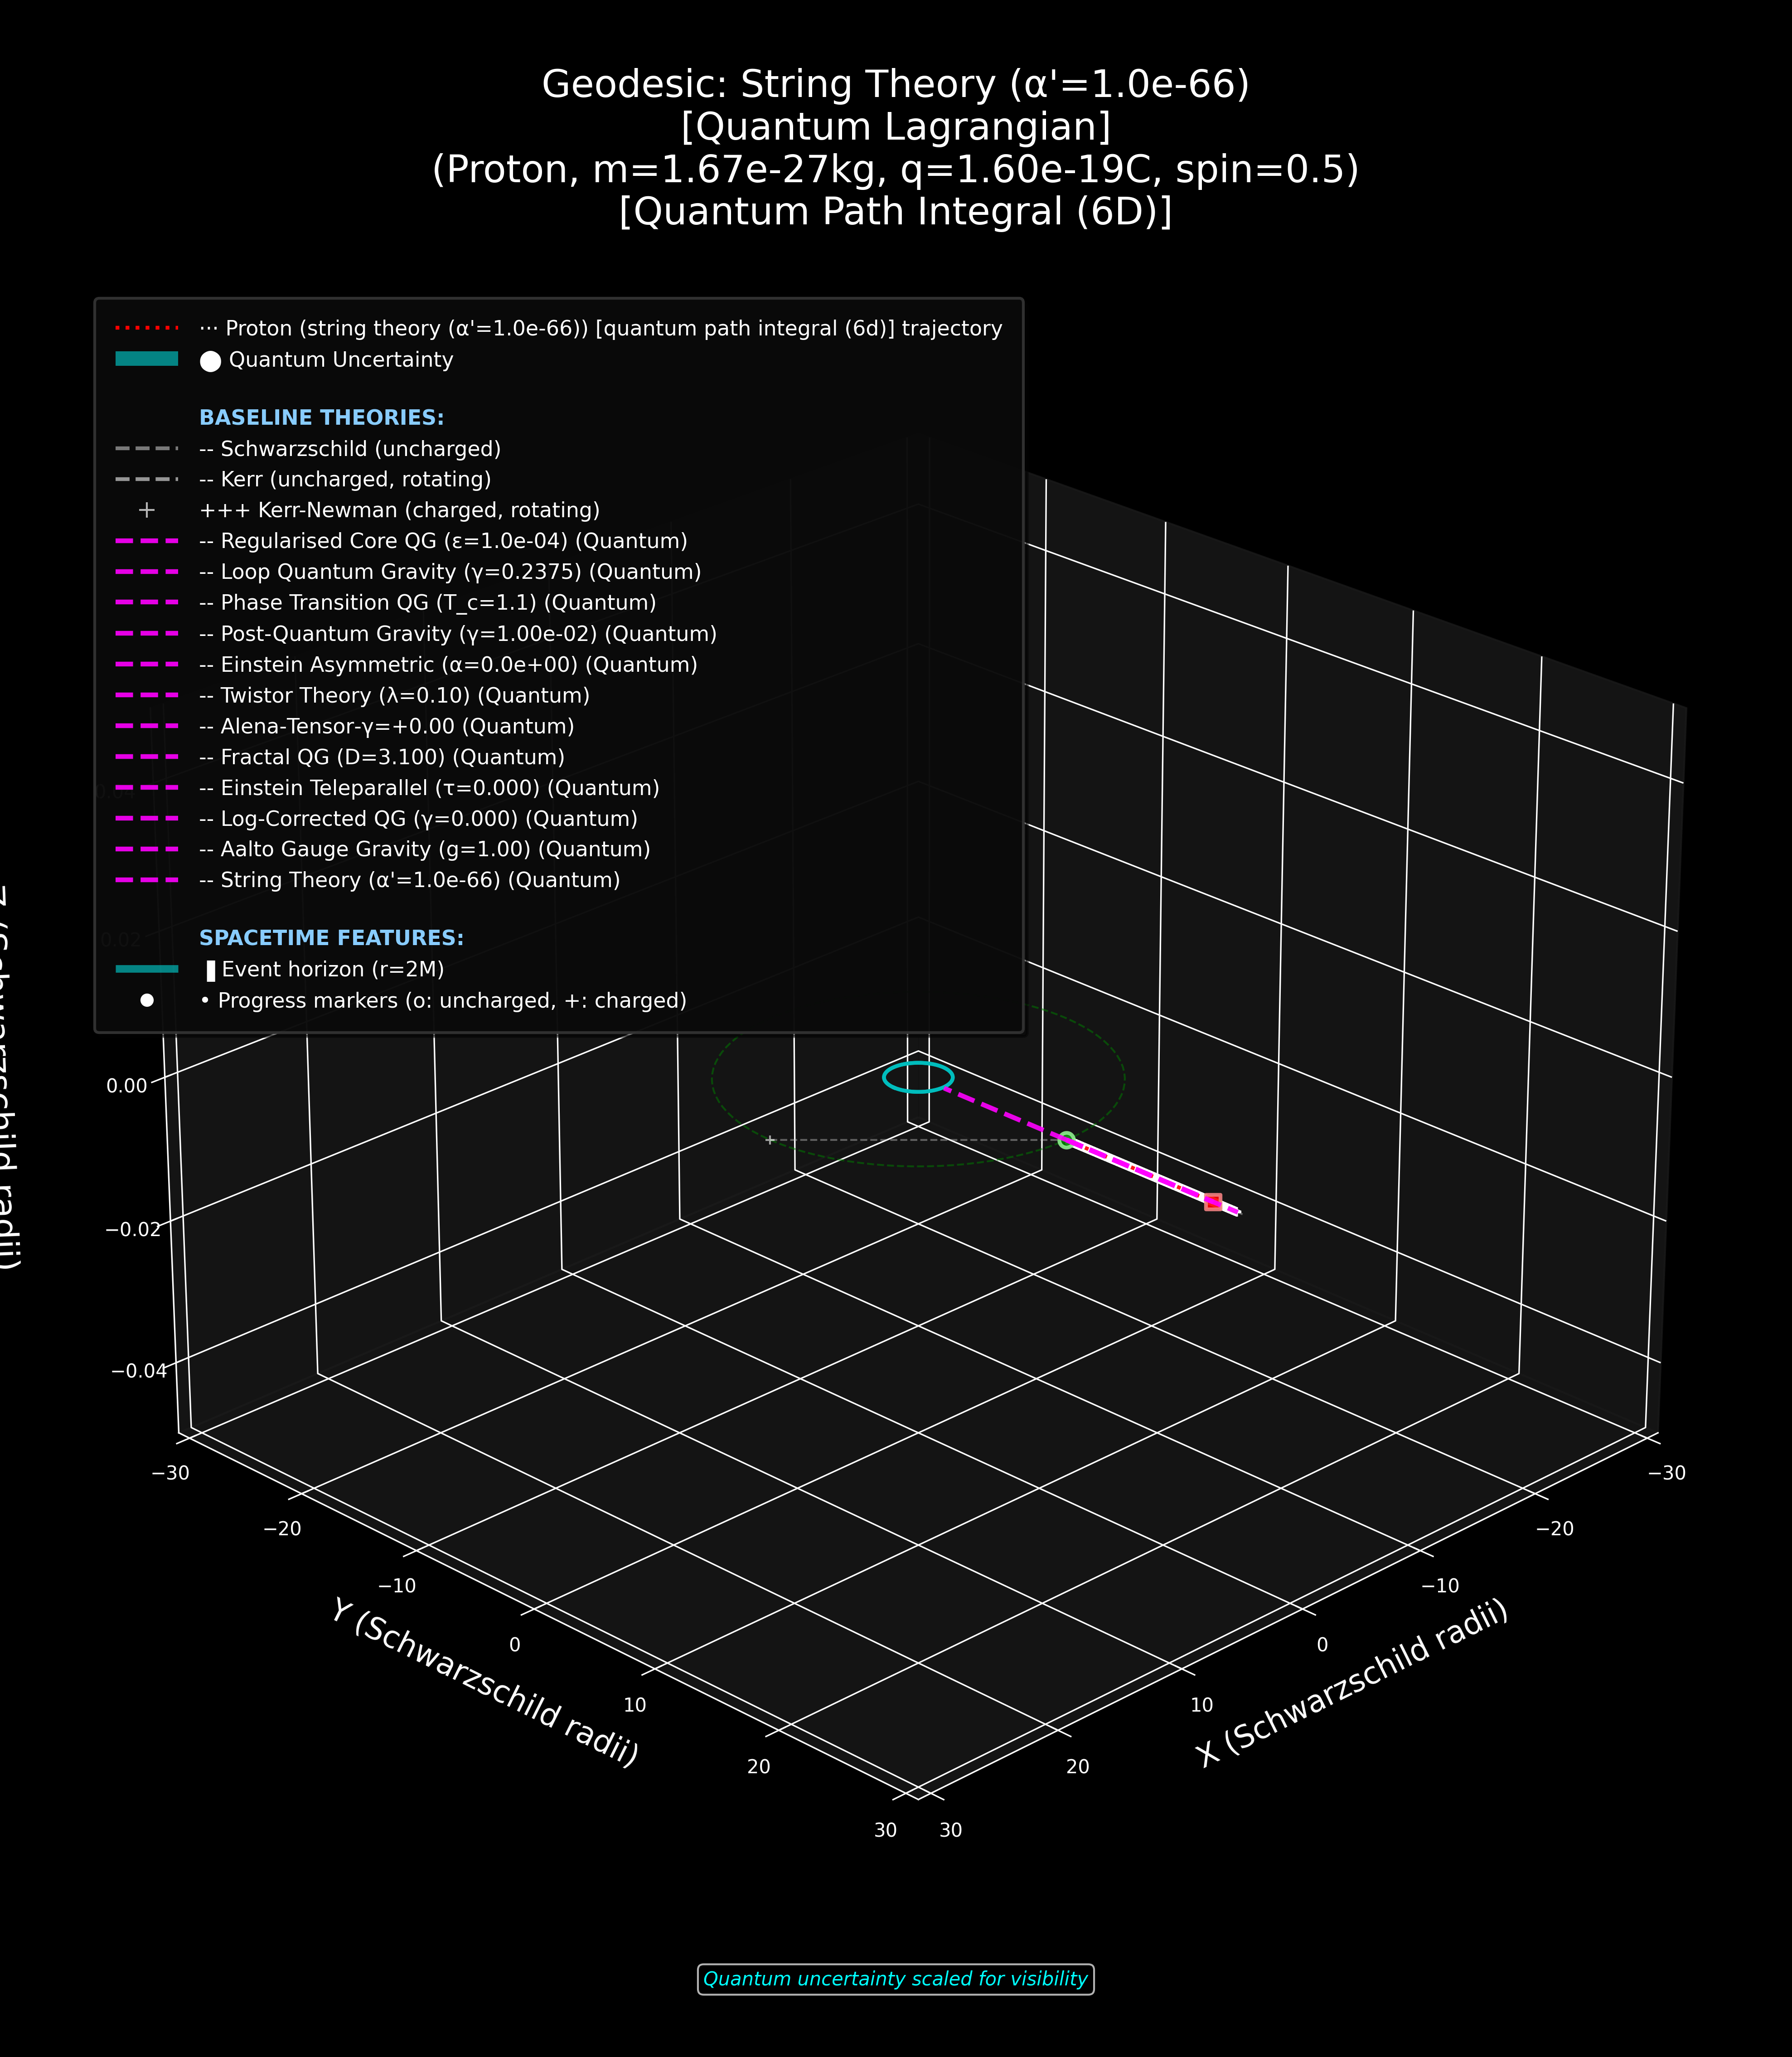 Geodesic: String Theory (α'=1.0e-66)
[Quantum Lagrangian]
(Proton, m=1.67e-27kg, q=1.60e-19C, spin=0.5)
[Quantum Path Integral (6D)]
··· Proton (string theory (α'=1.0e-66)) [quantum path integral (6d)] trajectory
● Quantum Uncertainty
BASELINE THEORIES:
-- Schwarzschild (uncharged)
-- Kerr (uncharged, rotating)
+++ Kerr-Newman (charged, rotating)
-- Regularised Core QG (ε=1.0e-04) (Quantum)
-- Loop Quantum Gravity (γ=0.2375) (Quantum)
-- Phase Transition QG (T_c=1.1) (Quantum)
-- Post-Quantum Gravity (γ=1.00e-02) (Quantum)
-- Einstein Asymmetric (α=0.0e+00) (Quantum)
-- Twistor Theory (λ=0.10) (Quantum)
-- Alena-Tensor-γ=+0.00 (Quantum)
-- Fractal QG (D=3.100) (Quantum)
-- Einstein Teleparallel (τ=0.000) (Quantum)
-- Log-Corrected QG (γ=0.000) (Quantum)
-- Aalto Gauge Gravity (g=1.00) (Quantum)
-- String Theory (α'=1.0e-66) (Quantum)
SPACETIME FEATURES:
▐ Event horizon (r=2M)
• Progress markers (o: uncharged, +: charged)
0.04
0.02
0.00
−0.02
−0.04
−30
−20
−10
0
10
20
30
Y (Schwarzschild radii)
30
20
10
0
−10
−20
−30
X (Schwarzschild radii)
radii)
Quantum uncertainty scaled for visibility